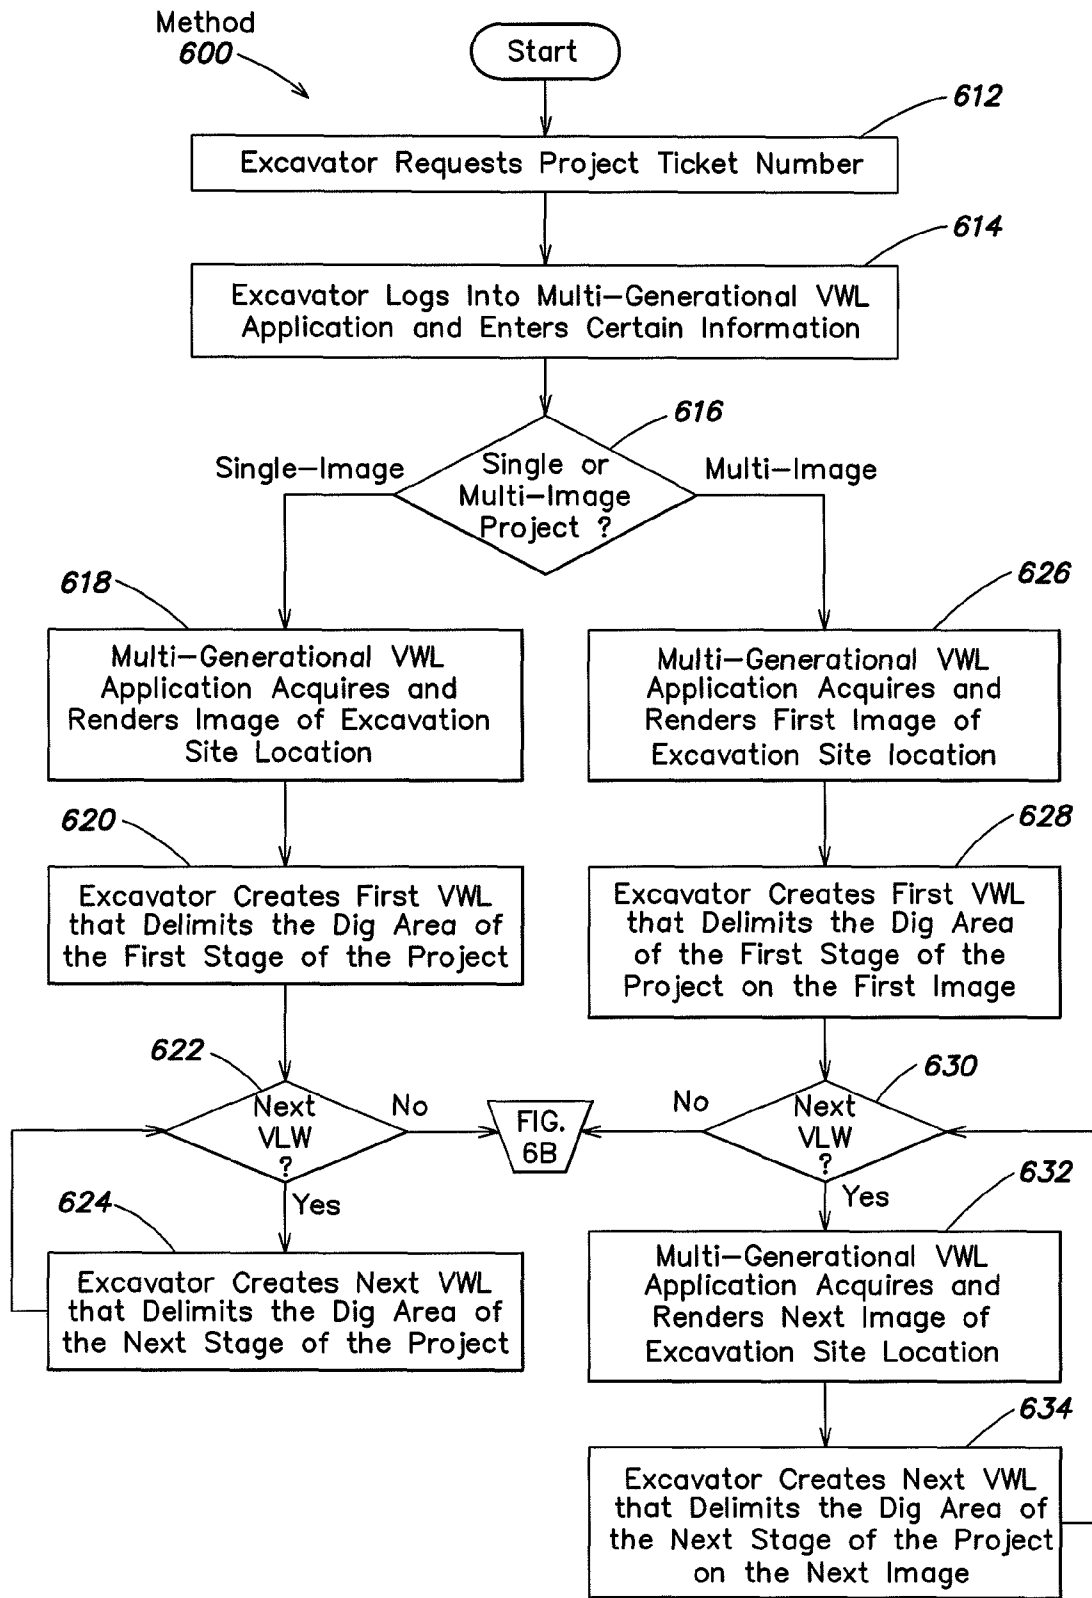 Method
600
Start
612
Excavator Requests Project Ticket Number
614
Excavator Logs Into Multi-Generational VWL
Application and Enters Certain Information
616
Single-Image
Single or
Multi-Image
Project ?
Multi-Image
618
Multi-Generational VWL
Application Acquires and
Renders Image of Excavation
Site Location
626
Multi-Generational VWL
Application Acquires and
Renders First Image of
Excavation Site location
620
Excavator Creates First VWL
that Delimits the Dig Area of
the First Stage of the Project
628
Excavator Creates First VWL
that Delimits the Dig Area
of the First Stage of the
Project on the First Image
622
Next
VLW
?
No
Yes
FIG.
6B
630
No
Next
VLW
?
Yes
624
Excavator Creates Next VWL
that Delimits the Dig Area of
the Next Stage of the Project
632
Multi-Generational VWL
Application Acquires and
Renders Next Image of
Excavation Site Location
634
Excavator Creates Next VWL
that Delimits the Dig Area of
the Next Stage of the Project
on the Next Image